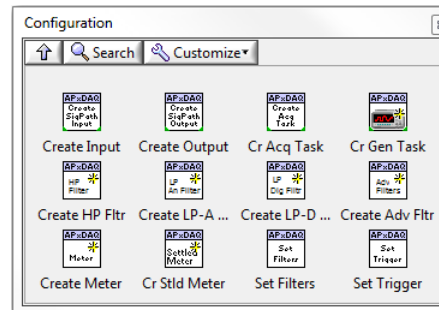 Configuration
Search Customize
APxDAQ APxDAQ APxDAQ APxDAQ
Create SigPath Input
Create SigPath Output
Create Acq Task
Create Input Create Output Cr Acq Task Cr Gen Task
APxDAQ APxDAQ APxDAQ APxDAQ
HP Filter
LP An Filter
LP Dig Filtr
Adv Filters
Create HP Fltr Create LP-A ... Create LP-D ... Create Adv Fltr
APxDAQ APxDAQ APxDAQ APxDAQ
Meter
Settled Meter
Set Filters
Set Trigger
Create Meter Cr Stld Meter Set Filters Set Trigger